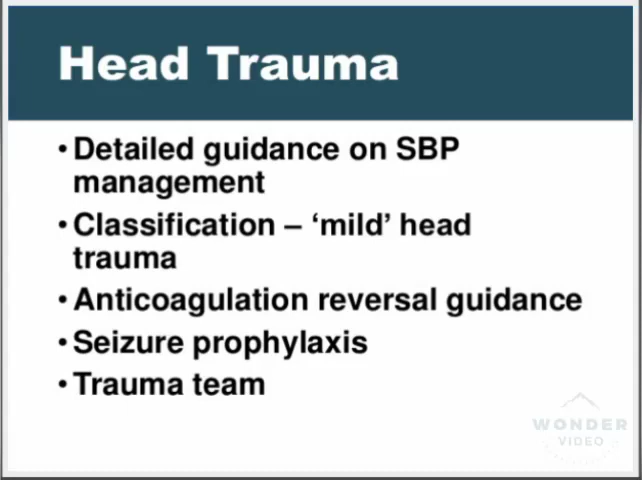 Head Trauma
• Detailed guidance on SBP
management
• Classification – ‘mild’ head
trauma
• Anticoagulation reversal guidance
• Seizure prophylaxis
• Trauma team
WONDER
VIDEO